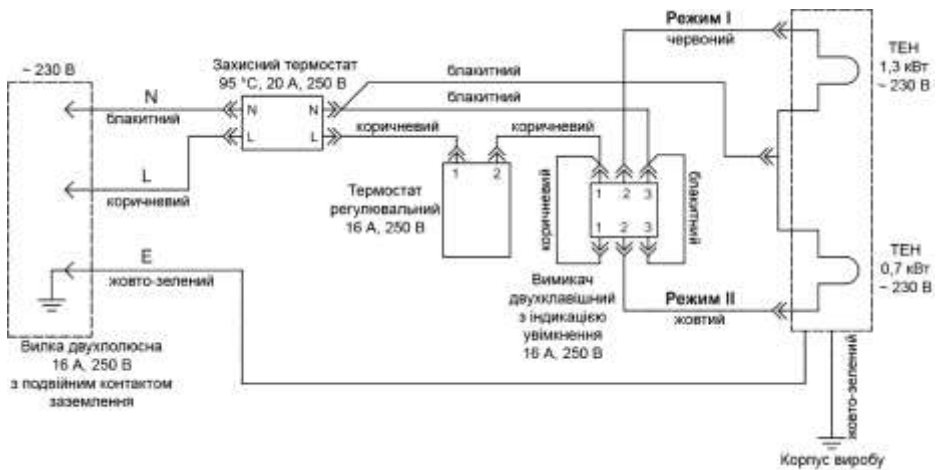 ~ 230 В
N
блакитний
L
коричневий
E
жовто-зелений
Вилка двухполюсна
16 А, 250 В
з подвійним контактом
заземлення
Захисний термостат
95 °С, 20 А, 250 В
N N
L L
блакитний
блакитний
коричневий
коричневий
1 2
Термостат
регулювальний
16 А, 250 В
коричневий
1 2 3
1 2 3
блакитний
Вимикач
двухклавішний
з індикацією
увімкнення
16 А, 250 В
Режим I
червоний
Режим II
жовтий
ТЕН
1,3 кВт
~ 230 В
ТЕН
0,7 кВт
~ 230 В
жовто-зелений
Корпус виробу